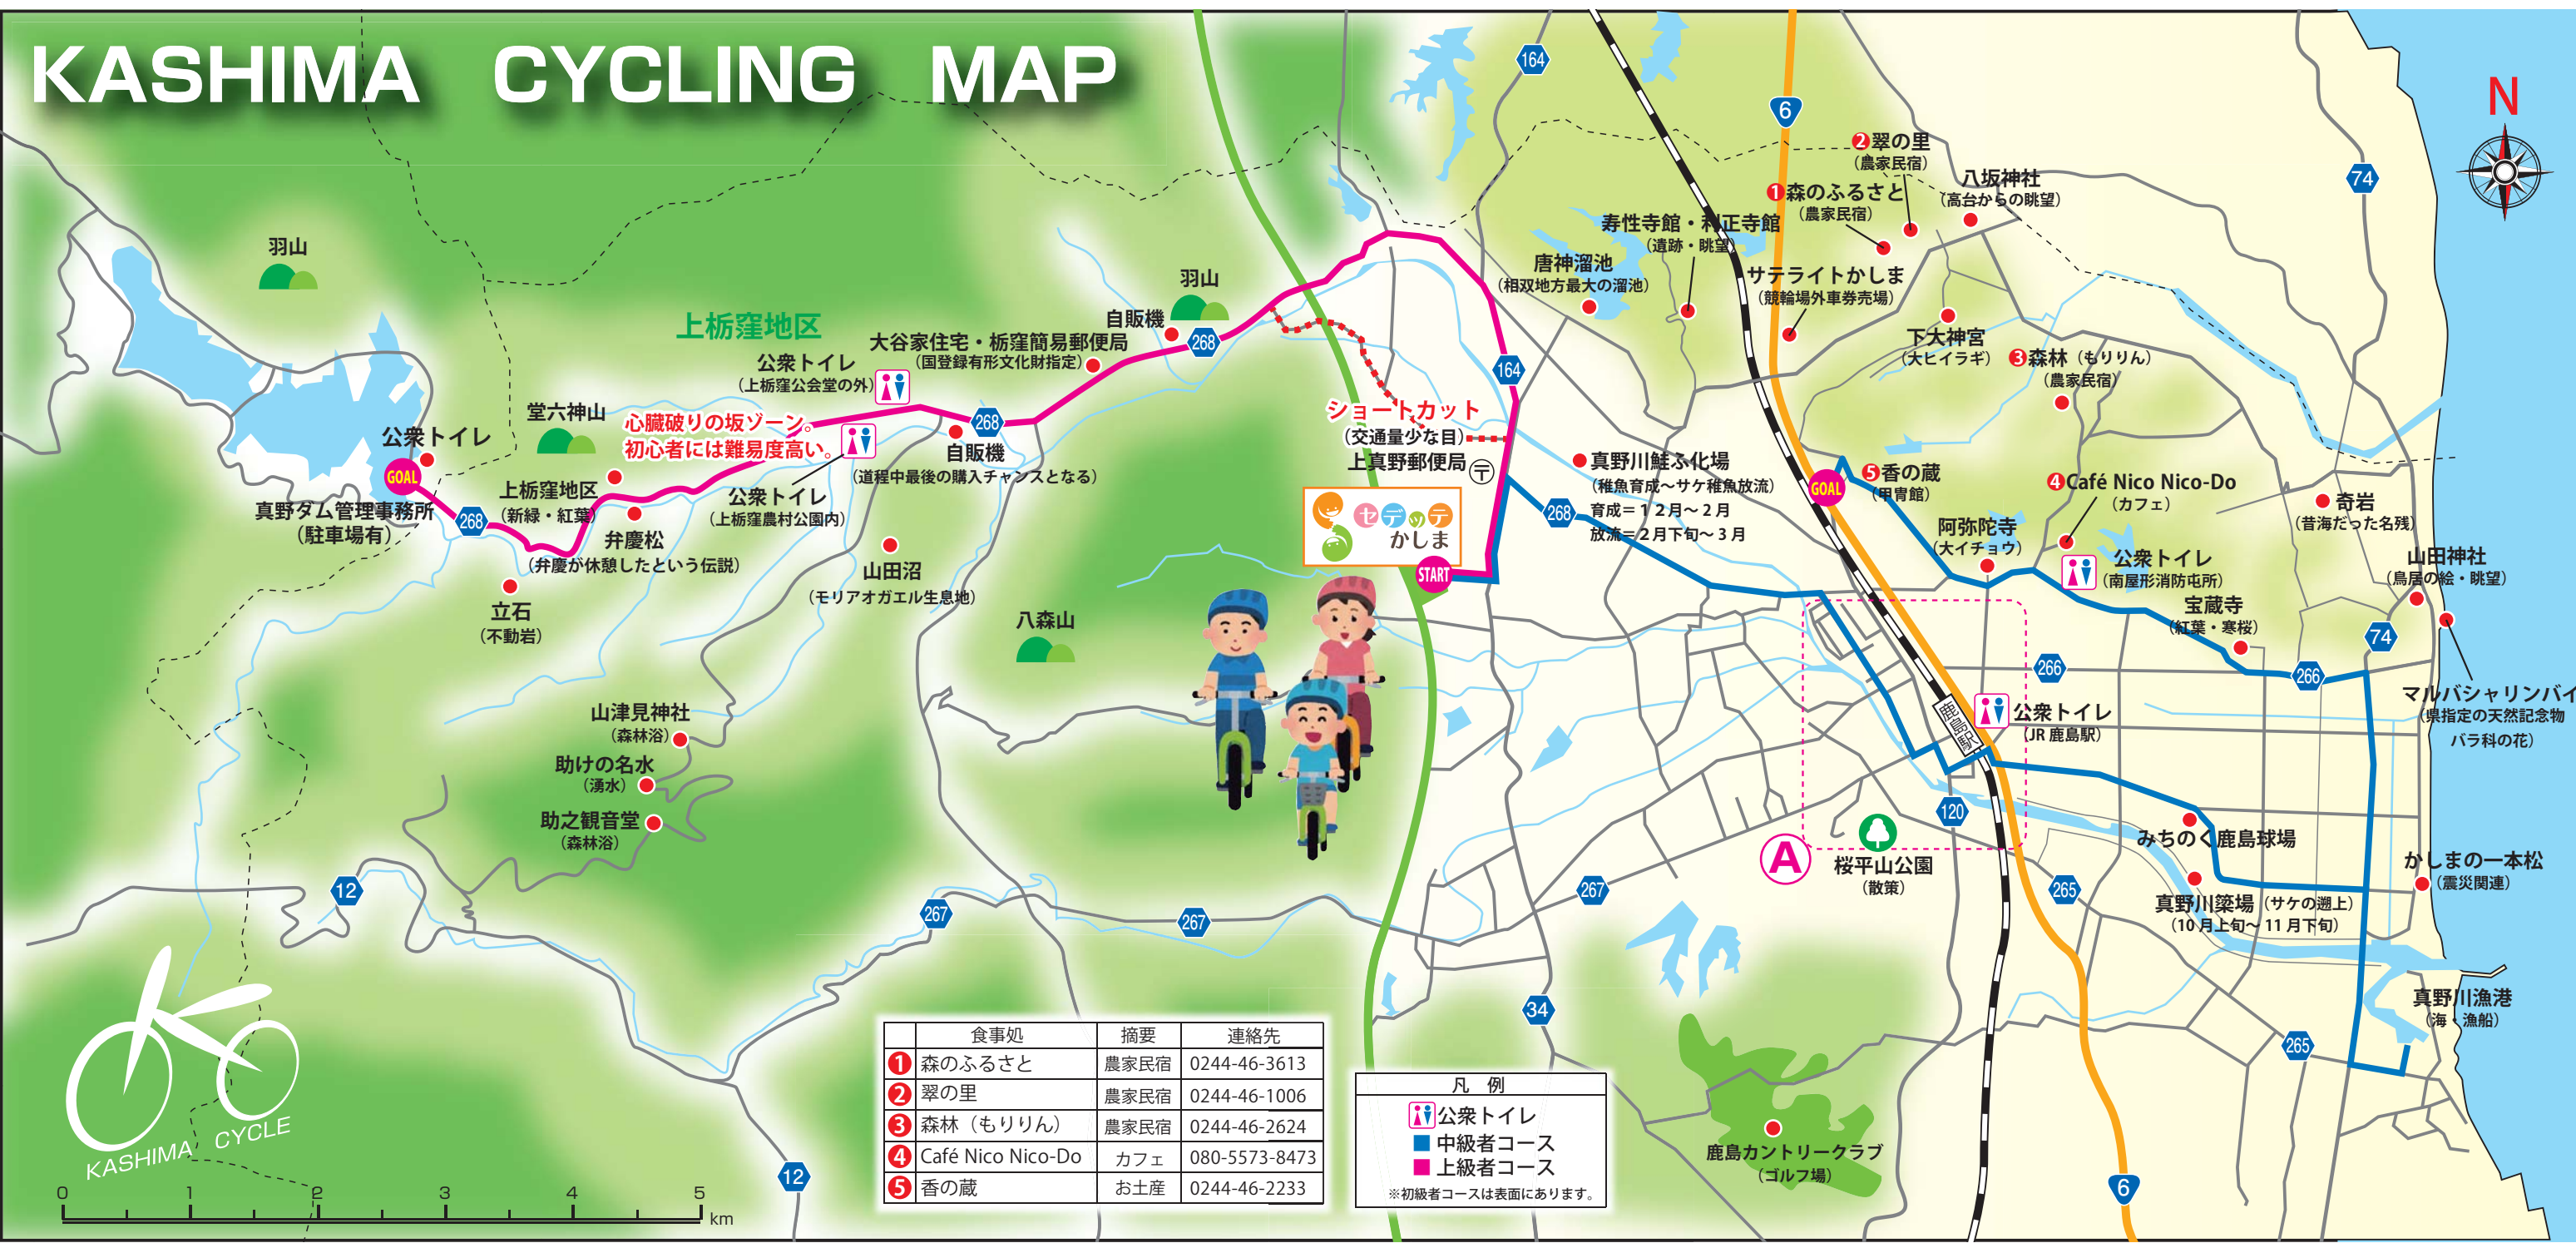 KASHIMA CYCLING MAP
N
164
6
74
❷翠の里
(農家民宿)
❶森のふるさと
(農家民宿)
八坂神社
(高台からの眺望)
寿性寺館・利正寺館
(遺跡・眺望)
唐神溜池
(相双地方最大の溜池)
サテライトかしま
(競輪場外車券売場)
下大神宮
(大ヒイラギ)
❸森林(もりりん)
(農家民宿)
羽山
羽山
自販機
268
上栃窪地区
大谷家住宅・栃窪簡易郵便局
(国登録有形文化財指定)
公衆トイレ
(上栃窪公会堂の外)
164
堂六神山
心臓破りの坂ゾーン。
初心者には難易度高い。
268
自販機
(道程中最後の購入チャンスとなる)
ショートカット
(交通量少な目)
上真野郵便局
〒
公衆トイレ
GOAL
真野ダム管理事務所
(駐車場有)
268
上栃窪地区
(新緑・紅葉)
公衆トイレ
(上栃窪農村公園内)
弁慶松
(弁慶が休憩したという伝説)
立石
(不動岩)
山田沼
(モリアオガエル生息地)
八森山
セデッテ
かしま
START
真野川鮭ふ化場
(稚魚育成~サケ稚魚放流)
育成=12月~2月
放流=2月下旬~3月
268
GOAL
❺香の蔵
(甲冑館)
❹Café Nico Nico-Do
(カフェ)
奇岩
(昔海だった名残)
阿弥陀寺
(大イチョウ)
公衆トイレ
(南屋形消防屯所)
山田神社
(鳥居の絵・眺望)
宝蔵寺
(紅葉・寒桜)
74
266
266
マルバシャリンバイ
(県指定の天然記念物
バラ科の花)
鹿島駅
公衆トイレ
(JR 鹿島駅)
山津見神社
(森林浴)
助けの名水
(湧水)
助之観音堂
(森林浴)
120
A
桜平山公園
(散策)
みちのく鹿島球場
かしまの一本松
(震災関連)
265
真野川簗場(サケの遡上)
(10月上旬~11月下旬)
12
267
267
267
34
真野川漁港
(海・漁船)
265
鹿島カントリークラブ
(ゴルフ場)
6
12
KASHIMA CYCLE
0 1 2 3 4 5
km
食事処 摘要 連絡先
❶ 森のふるさと 農家民宿 0244-46-3613
❷ 翠の里 農家民宿 0244-46-1006
❸ 森林(もりりん) 農家民宿 0244-46-2624
❹ Café Nico Nico-Do カフェ 080-5573-8473
❺ 香の蔵 お土産 0244-46-2233
凡 例
公衆トイレ
中級者コース
上級者コース
※初級者コースは表面にあります。